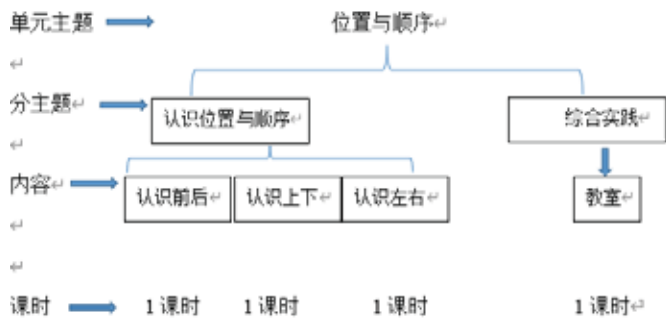 单元主题 位置与顺序
分主题 认识位置与顺序 综合实践
内容 认识前后 认识上下 认识左右 教室
课时 1 课时 1 课时 1 课时 1 课时